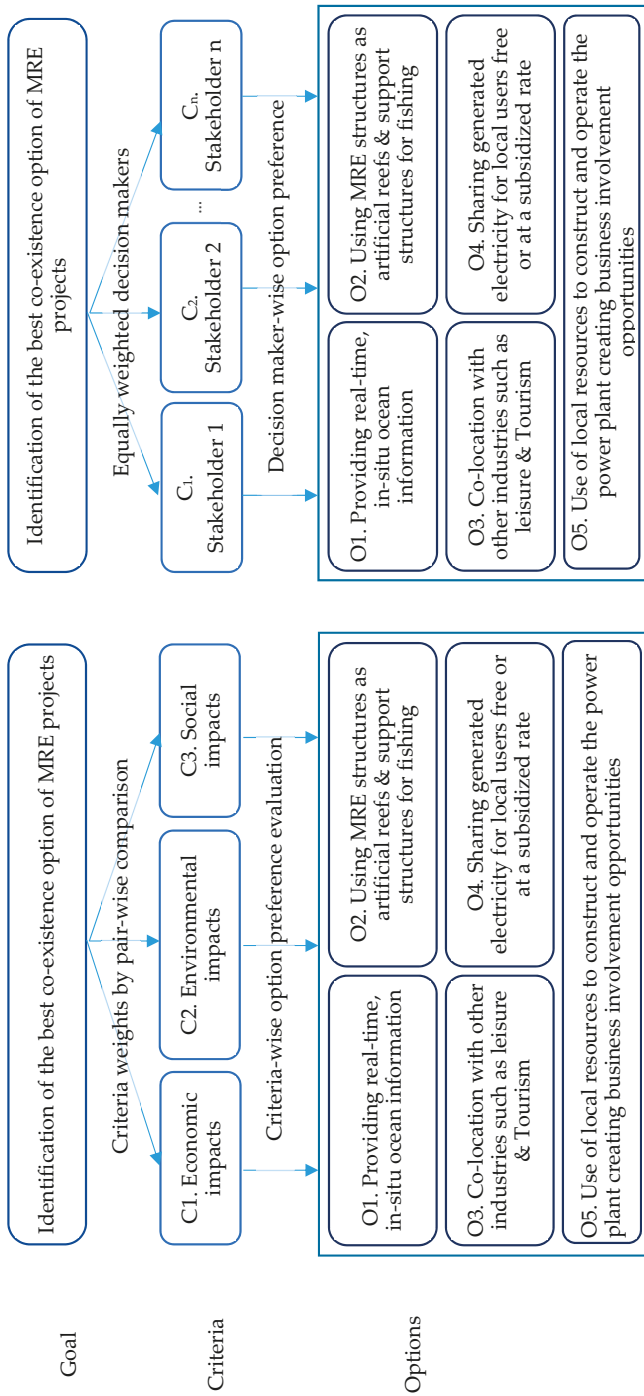 Goal
Criteria
Options
Identification of the best co-existence option of MRE projects
Criteria weights by pair-wise comparison
C1. Economic
impacts
C2. Environmental
impacts
C3. Social
impacts
Criteria-wise option preference evaluation
O1. Providing real-time,
in-situ ocean information
O2. Using MRE structures as
artificial reefs & support
structures for fishing
O3. Co-location with other
industries such as leisure
& Tourism
O4. Sharing generated
electricity for local users free or
at a subsidized rate
O5. Use of local resources to construct and operate the power
plant creating business involvement opportunities
Identification of the best co-existence option of MRE
projects
Equally weighted decision makers
C1.
Stakeholder 1
C2.
Stakeholder 2
...
Cn.
Stakeholder n
Decision maker-wise option preference
O1. Providing real-time,
in-situ ocean
information
O2. Using MRE structures as
artificial reefs & support
structures for fishing
O3. Co-location with
other industries such as
leisure & Tourism
O4. Sharing generated
electricity for local users free
or at a subsidized rate
O5. Use of local resources to construct and operate the
power plant creating business involvement
opportunities